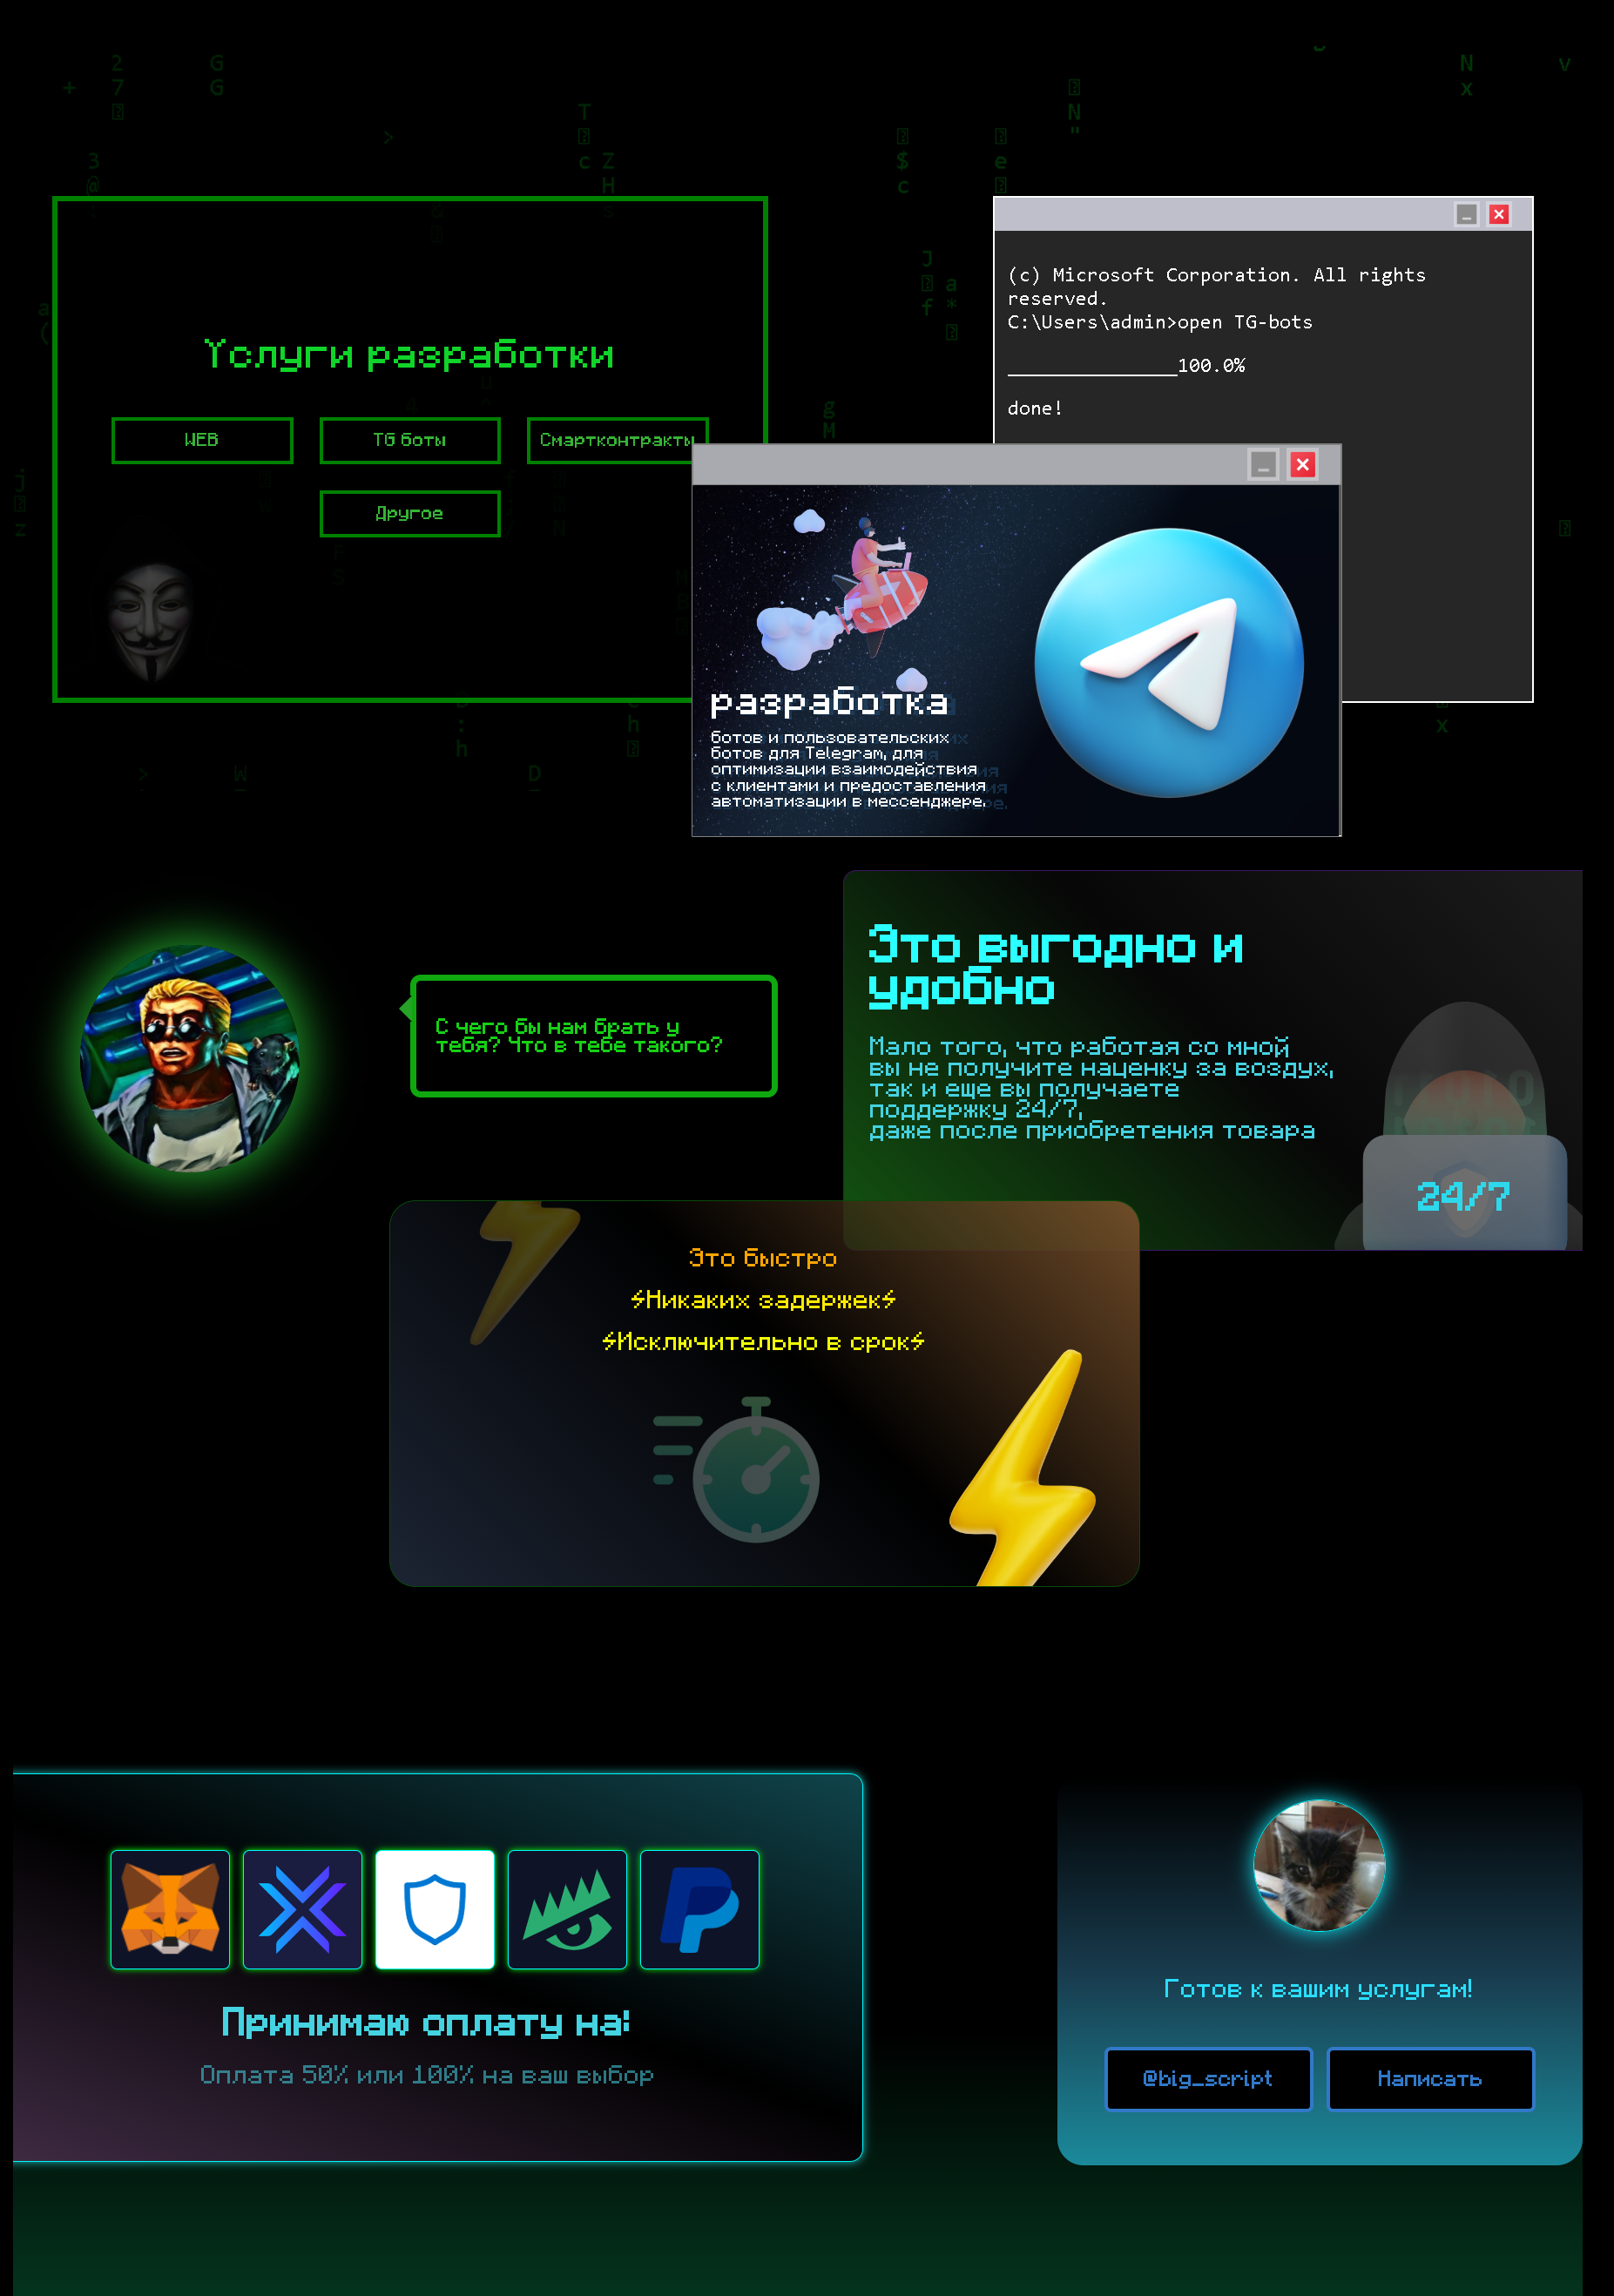 Услуги разработки
WEB
TG боты
Смартконтракты
Другое
(c) Microsoft Corporation. All rights
reserved.
C:\Users\admin>open TG-bots
________________100.0%
done!
разработка
ботов и пользовательских
ботов для Telegram, для
оптимизации взаимодействия
с клиентами и предоставления
автоматизации в мессенджере.
С чего бы нам брать у
тебя? Что в тебе такого?
Это выгодно и
удобно
Мало того, что работая со мной
вы не получите наценку за воздух,
так и еще вы получаете
поддержку 24/7,
даже после приобретения товара
24/7
Это быстро
⚡Никаких задержек⚡
⚡Исключительно в срок⚡
Принимаю оплату на:
Оплата 50% или 100% на ваш выбор
Готов к вашим услугам!
@big_script
Написать